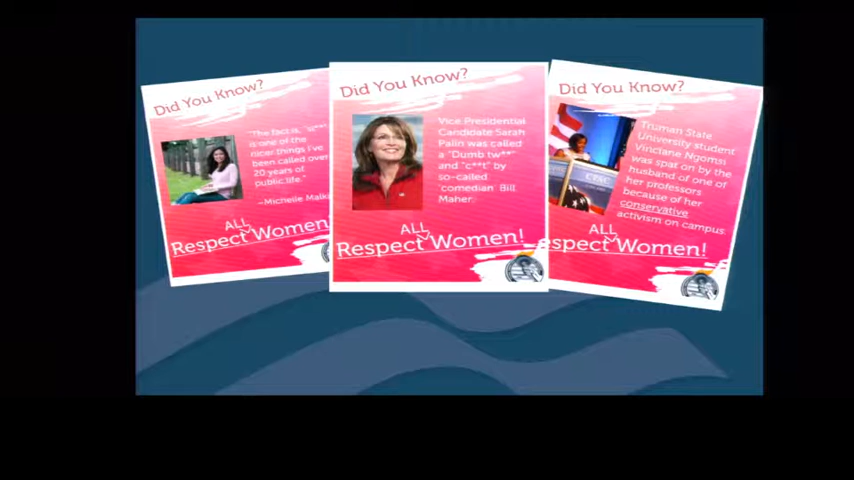 Did You Know?
"The fact is, "sl**"
is one of the
nicer things I've
been called over
20 years of
public life."
—Michelle Malki
ALL
Respect Women!
Did You Know?
Vice Presidential
Candidate Sarah
Palin was called
a "Dumb tw**"
and "c**t" by
so-called
comedian Bill
Maher.
ALL
Respect Women!
Did You Know?
Truman State
University student
Vinciane Ngomsi
was spat on by the
husband of one of
her professors
because of her
conservative
activism on campus.
CPAC
ALL
espect Women!